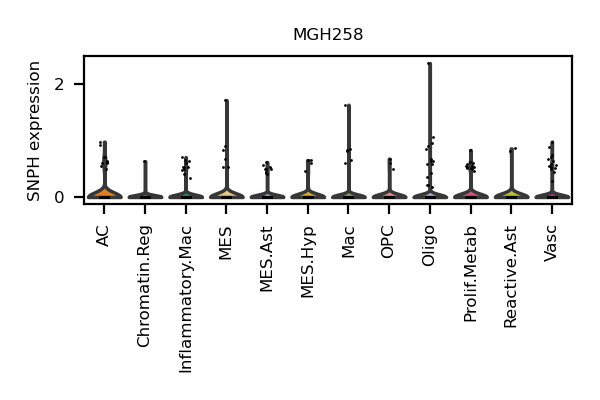 MGH258
SNPH expression
2
0
AC
Chromatin.Reg
Inflammatory.Mac
MES
MES.Ast
MES.Hyp
Mac
OPC
Oligo
Prolif.Metab
Reactive.Ast
Vasc